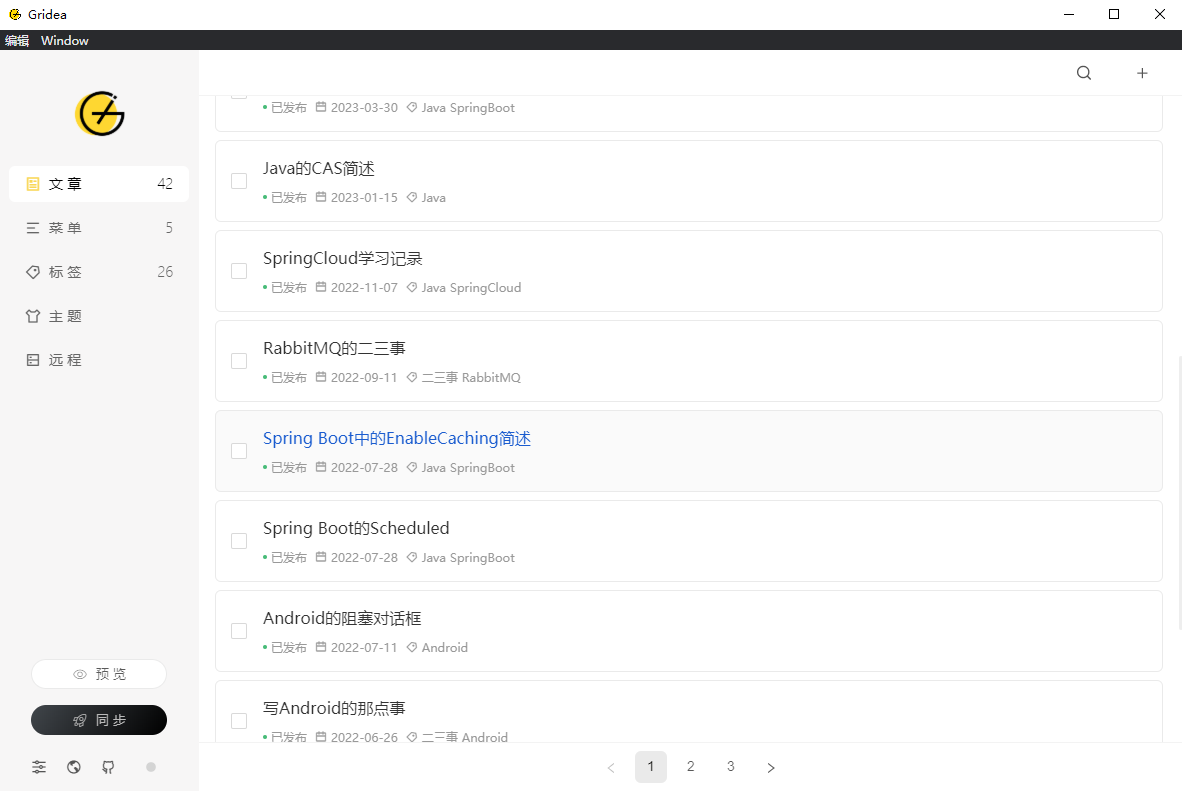 Gridea
编辑 Window
文章 42
菜单 5
标签 26
主题
远程
预览
同步
已发布 2023-03-30 Java SpringBoot
Java的CAS简述
已发布 2023-01-15 Java
SpringCloud学习记录
已发布 2022-11-07 Java SpringCloud
RabbitMQ的二三事
已发布 2022-09-11 二三事 RabbitMQ
Spring Boot中的EnableCaching简述
已发布 2022-07-28 Java SpringBoot
Spring Boot的Scheduled
已发布 2022-07-28 Java SpringBoot
Android的阻塞对话框
已发布 2022-07-11 Android
写Android的那点事
已发布 2022-06-26 二三事 Android
< 1 2 3 >